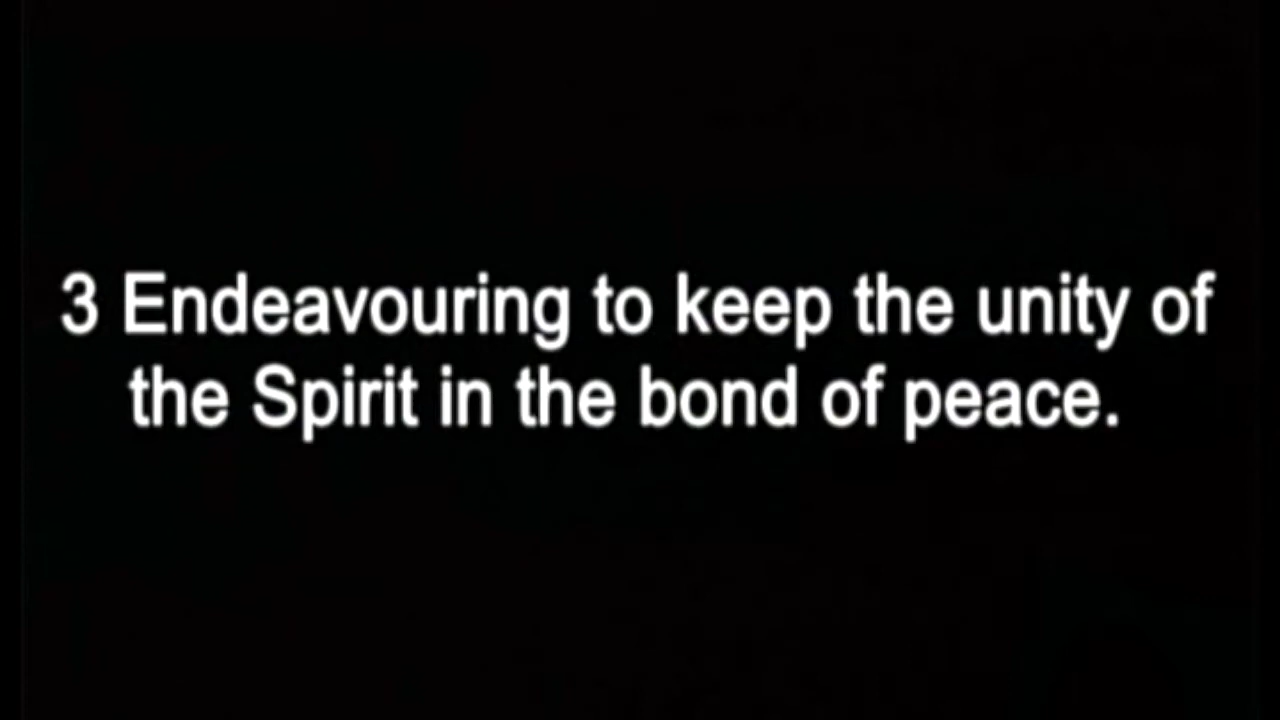 3 Endeavouring to keep the unity of
the Spirit in the bond of peace.